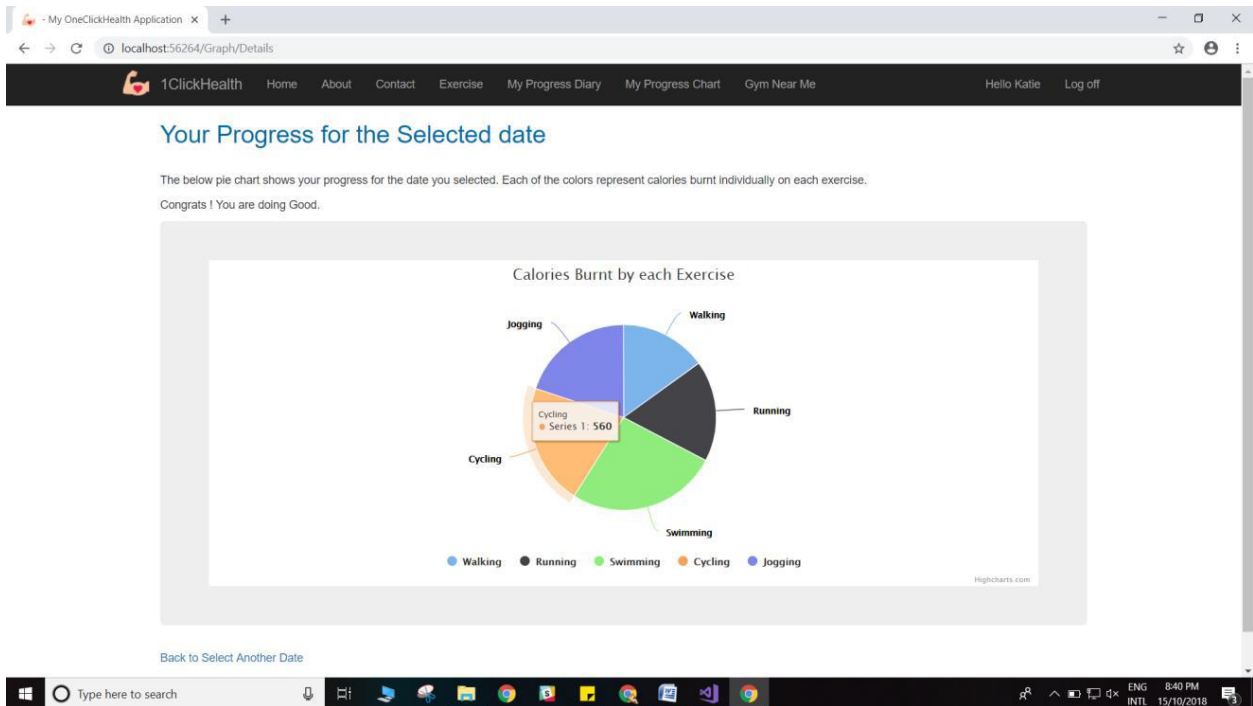 - My OneClickHealth Application
localhost:56264/Graph/Details
1ClickHealth Home About Contact Exercise My Progress Diary My Progress Chart Gym Near Me Hello Katie Log off
Your Progress for the Selected date
The below pie chart shows your progress for the date you selected. Each of the colors represent calories burnt individually on each exercise.
Congrats ! You are doing Good.
Calories Burnt by each Exercise
Walking
Jogging
Running
Cycling
Series 1: 560
Cycling
Swimming
Walking Running Swimming Cycling Jogging
Highcharts.com
Back to Select Another Date
Type here to search
ENG 8:40 PM
INTL 15/10/2018
3